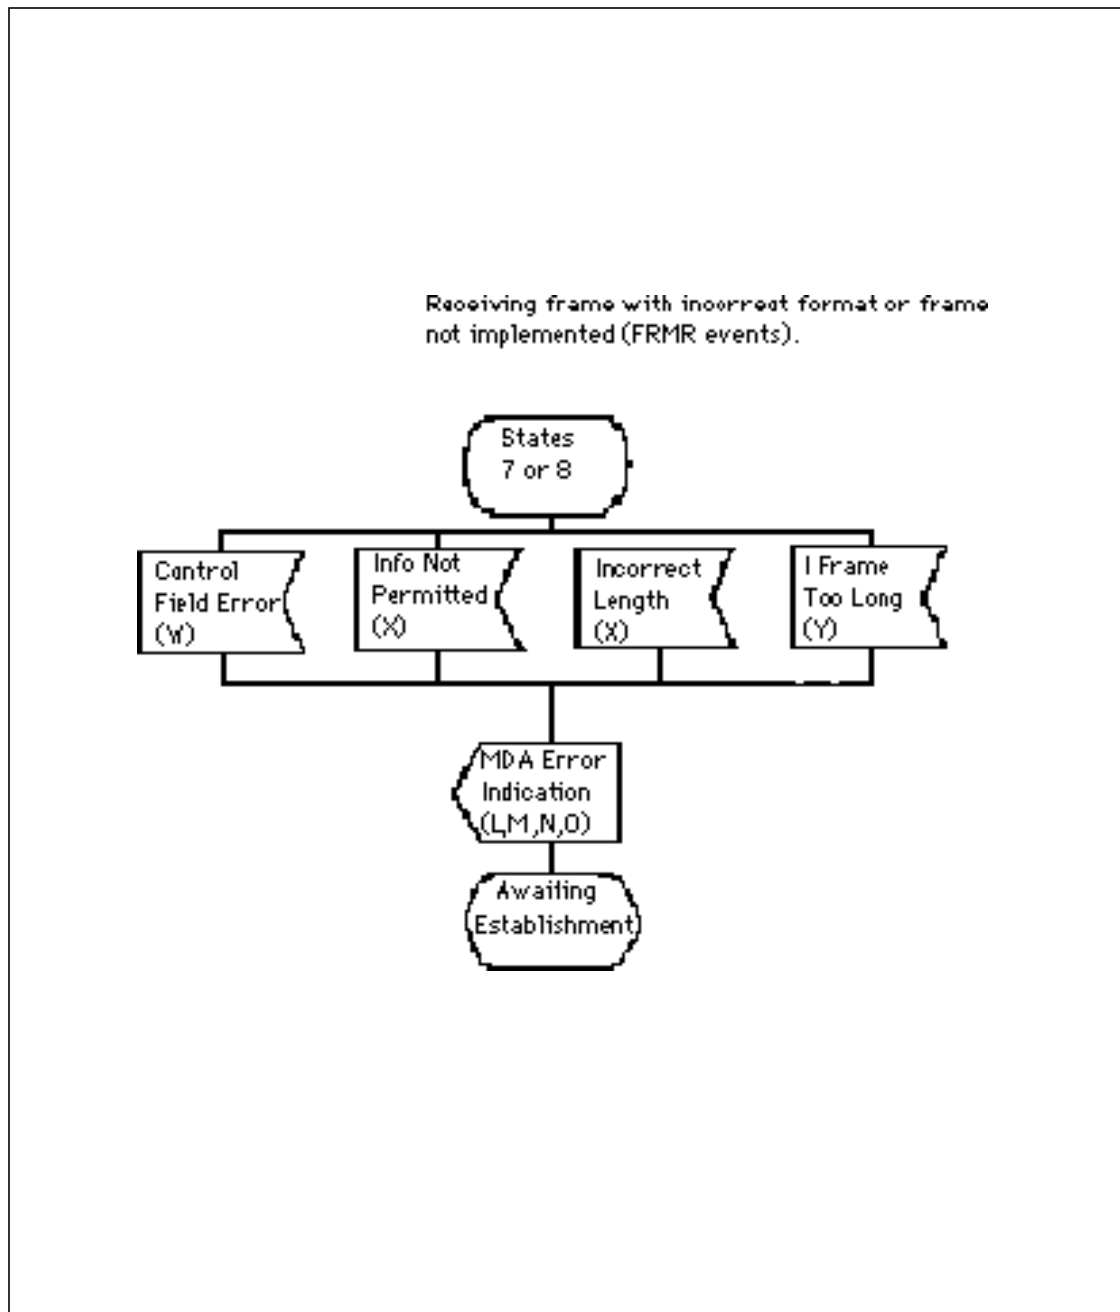 Receiving frame with incorrect format or frame
not implemented (FRMR events).
States
7 or 8
Control
Field Error
(W)
Info Not
Permitted
(X)
Incorrect
Length
(X)
I Frame
Too Long
(Y)
MDA Error
Indication
(L,M,N,O)
Awaiting
Establishment